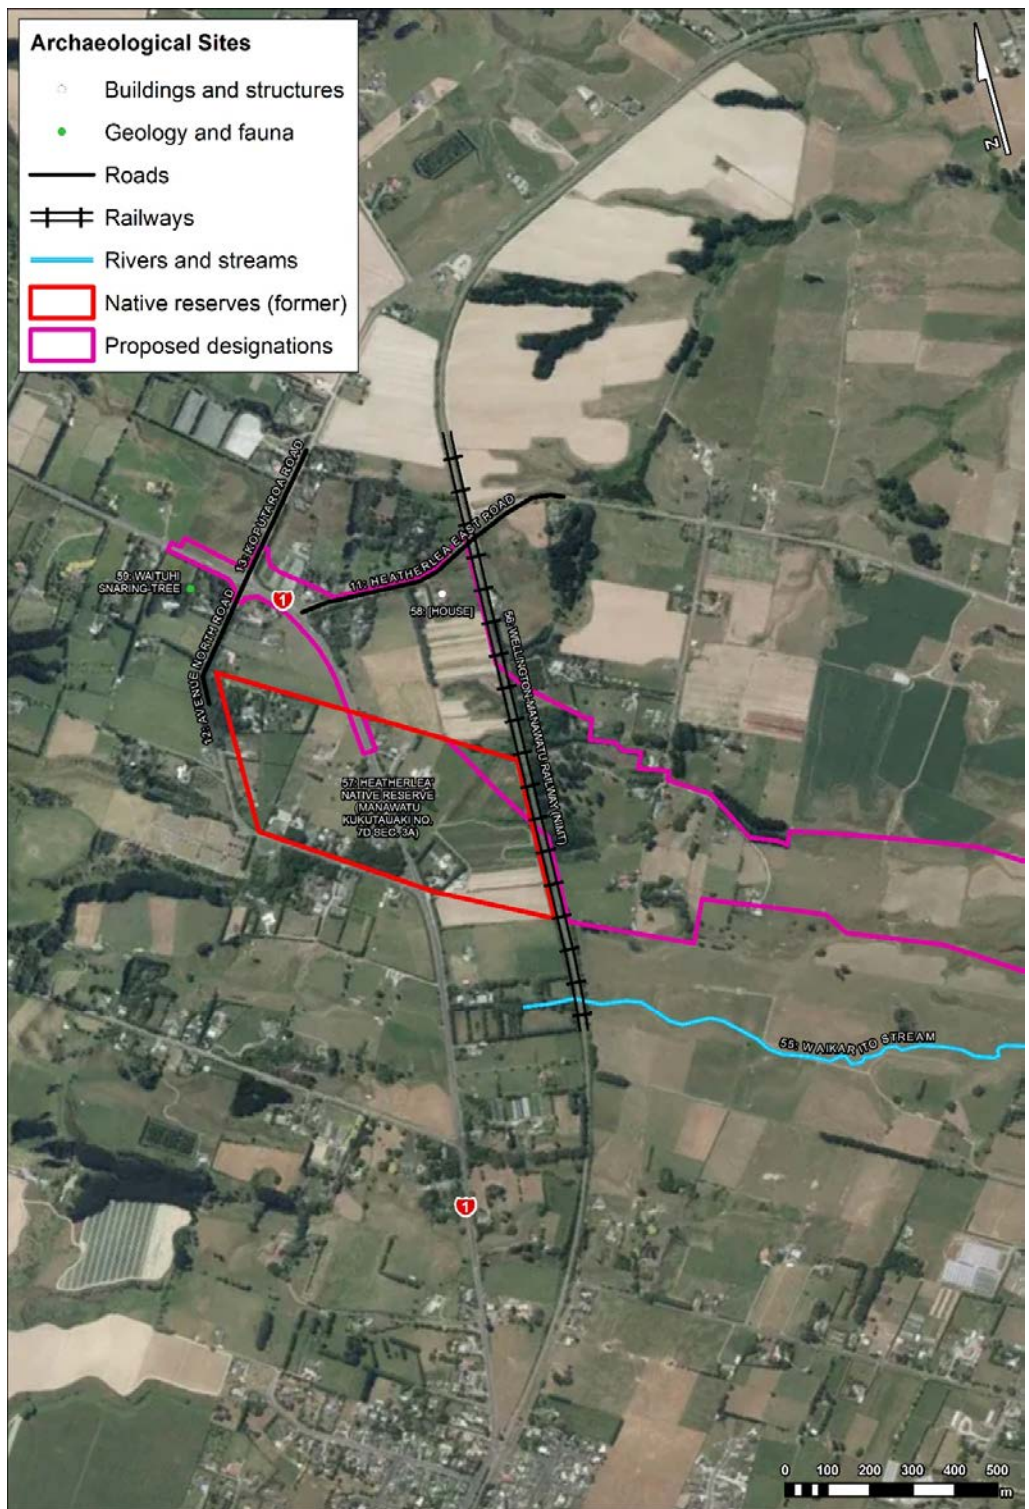 Archaeological Sites
Buildings and structures
Geology and fauna
Roads
Railways
Rivers and streams
Native reserves (former)
Proposed designations
N
13: KOPUTAROA ROAD
59: WAITUHI
SNARING-TREE
11: HEATHERLEA EAST ROAD
1
58: [HOUSE]
12: AVENUE NORTH ROAD
56: WELLINGTON-MANAWATU RAILWAY (NIMT)
57: HEATHERLEA'
NATIVE RESERVE
(MANAWATU
KUKUTAUAKI NO.
7D SEC. 3A)
55: WAIKARITO STREAM
1
0 100 200 300 400 500
m